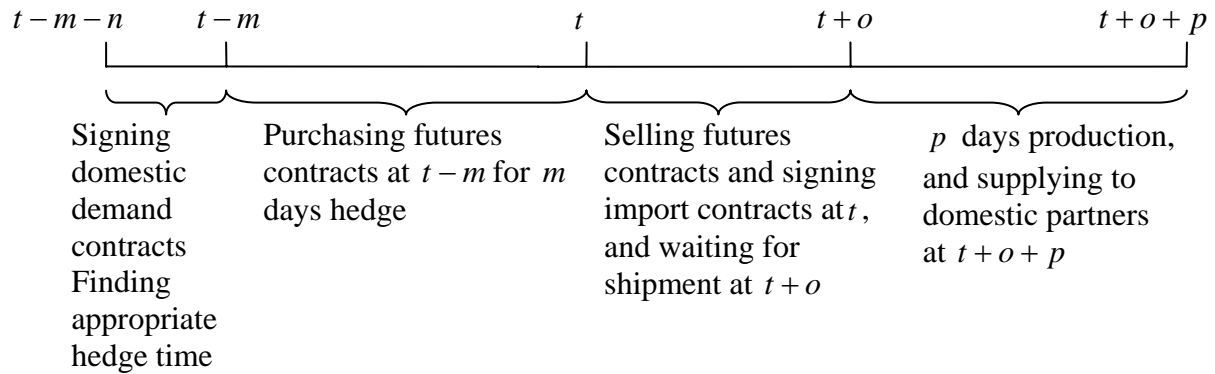 t − m − n t − m t t + o t + o + p
Signing
domestic
demand
contracts
Finding
appropriate
hedge time
Purchasing futures
contracts at t − m for m
days hedge
Selling futures
contracts and signing
import contracts at t ,
and waiting for
shipment at t + o
p days production,
and supplying to
domestic partners
at t + o + p